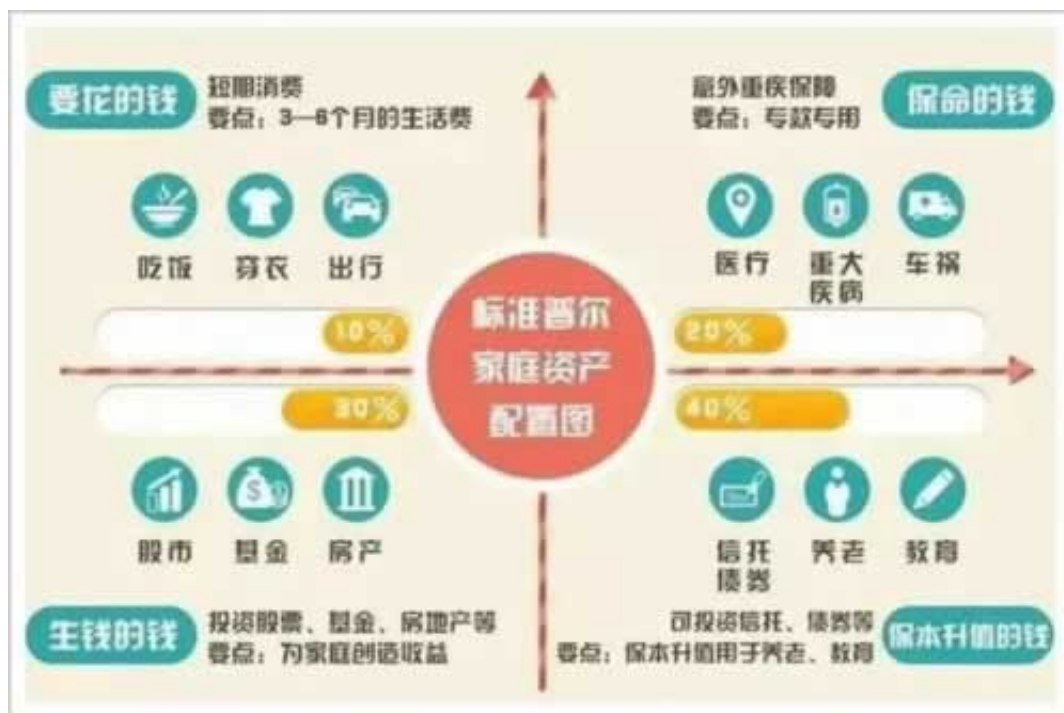 要花的钱
短期消费
要点：3—6个月的生活费
意外重疾保障
要点：专款专用
保命的钱
吃饭
穿衣
出行
医疗
重大
疾病
车祸
10%
20%
标准普尔
家庭资产
配置图
30%
40%
股市
基金
房产
信托
债券
养老
教育
生钱的钱
投资股票、基金、房地产等
要点：为家庭创造收益
可投资信托、债券等
要点：保本升值用于养老、教育
保本升值的钱